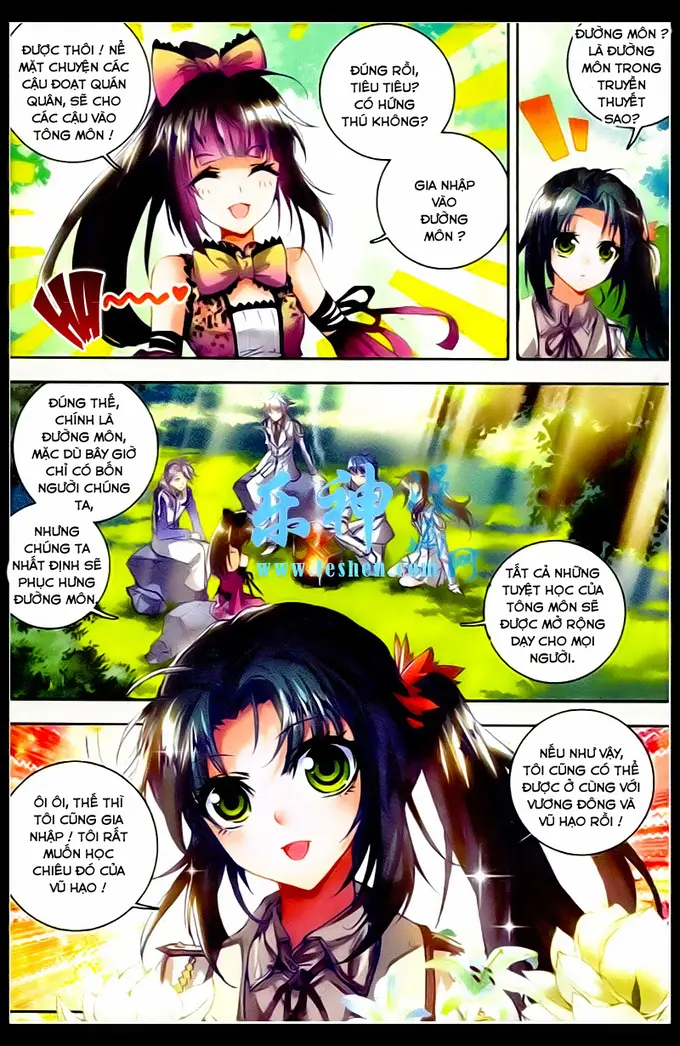 ĐƯỢC THÔI ! NỂ
MẶT CHUYỆN CÁC
CẬU ĐOẠT QUÁN
QUÂN, SẼ CHO
CÁC CẬU VÀO
TÔNG MÔN !
ĐÚNG RỒI,
TIÊU TIÊU?
CÓ HỨNG
THÚ KHÔNG?
GIA NHẬP
VÀO
ĐƯỜNG
MÔN ?
HA
ĐƯỜNG MÔN ?
LÀ ĐƯỜNG
MÔN TRONG
TRUYỀN
THUYẾT
SAO?
ĐÚNG THẾ,
CHÍNH LÀ
ĐƯỜNG MÔN,
MẶC DÙ BÂY GIỜ
CHỈ CÓ BỐN
NGƯỜI CHÚNG
TA,
NHƯNG
CHÚNG TA
NHẤT ĐỊNH SẼ
PHỤC HƯNG
ĐƯỜNG MÔN,
乐神
www.leshen.com
TẤT CẢ NHỮNG
TUYỆT HỌC CỦA
TÔNG MÔN SẼ
ĐƯỢC MỞ RỘNG
DẠY CHO MỌI
NGƯỜI.
ÔI ÔI, THẾ THÌ
TÔI CŨNG GIA
NHẬP ! TÔI RẤT
MUỐN HỌC
CHIÊU ĐÓ CỦA
VŨ HẠO !
NẾU NHƯ VẬY,
TÔI CŨNG CÓ THỂ
ĐƯỢC Ở CÙNG VỚI
VƯƠNG ĐÔNG VÀ
VŨ HẠO RỒI !